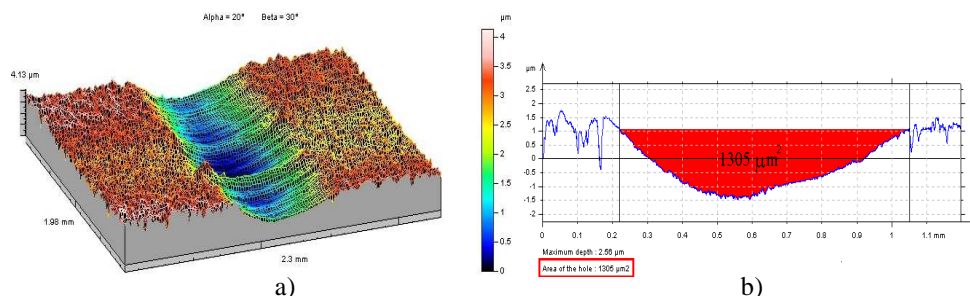 Alpha = 20° Beta = 30°
µm
4
3.5
3
2.5
2
1.5
1
0.5
0
4.13 µm
1.98 mm
2.3 mm
a)
µm
2.5
2
1.5
1
0.5
0
-0.5
-1
-1.5
-2
1305 µm2
0 0.1 0.2 0.3 0.4 0.5 0.6 0.7 0.8 0.9 1 1.1 mm
Maximum depth : 2.56 µm
Area of the hole : 1305 µm2
b)